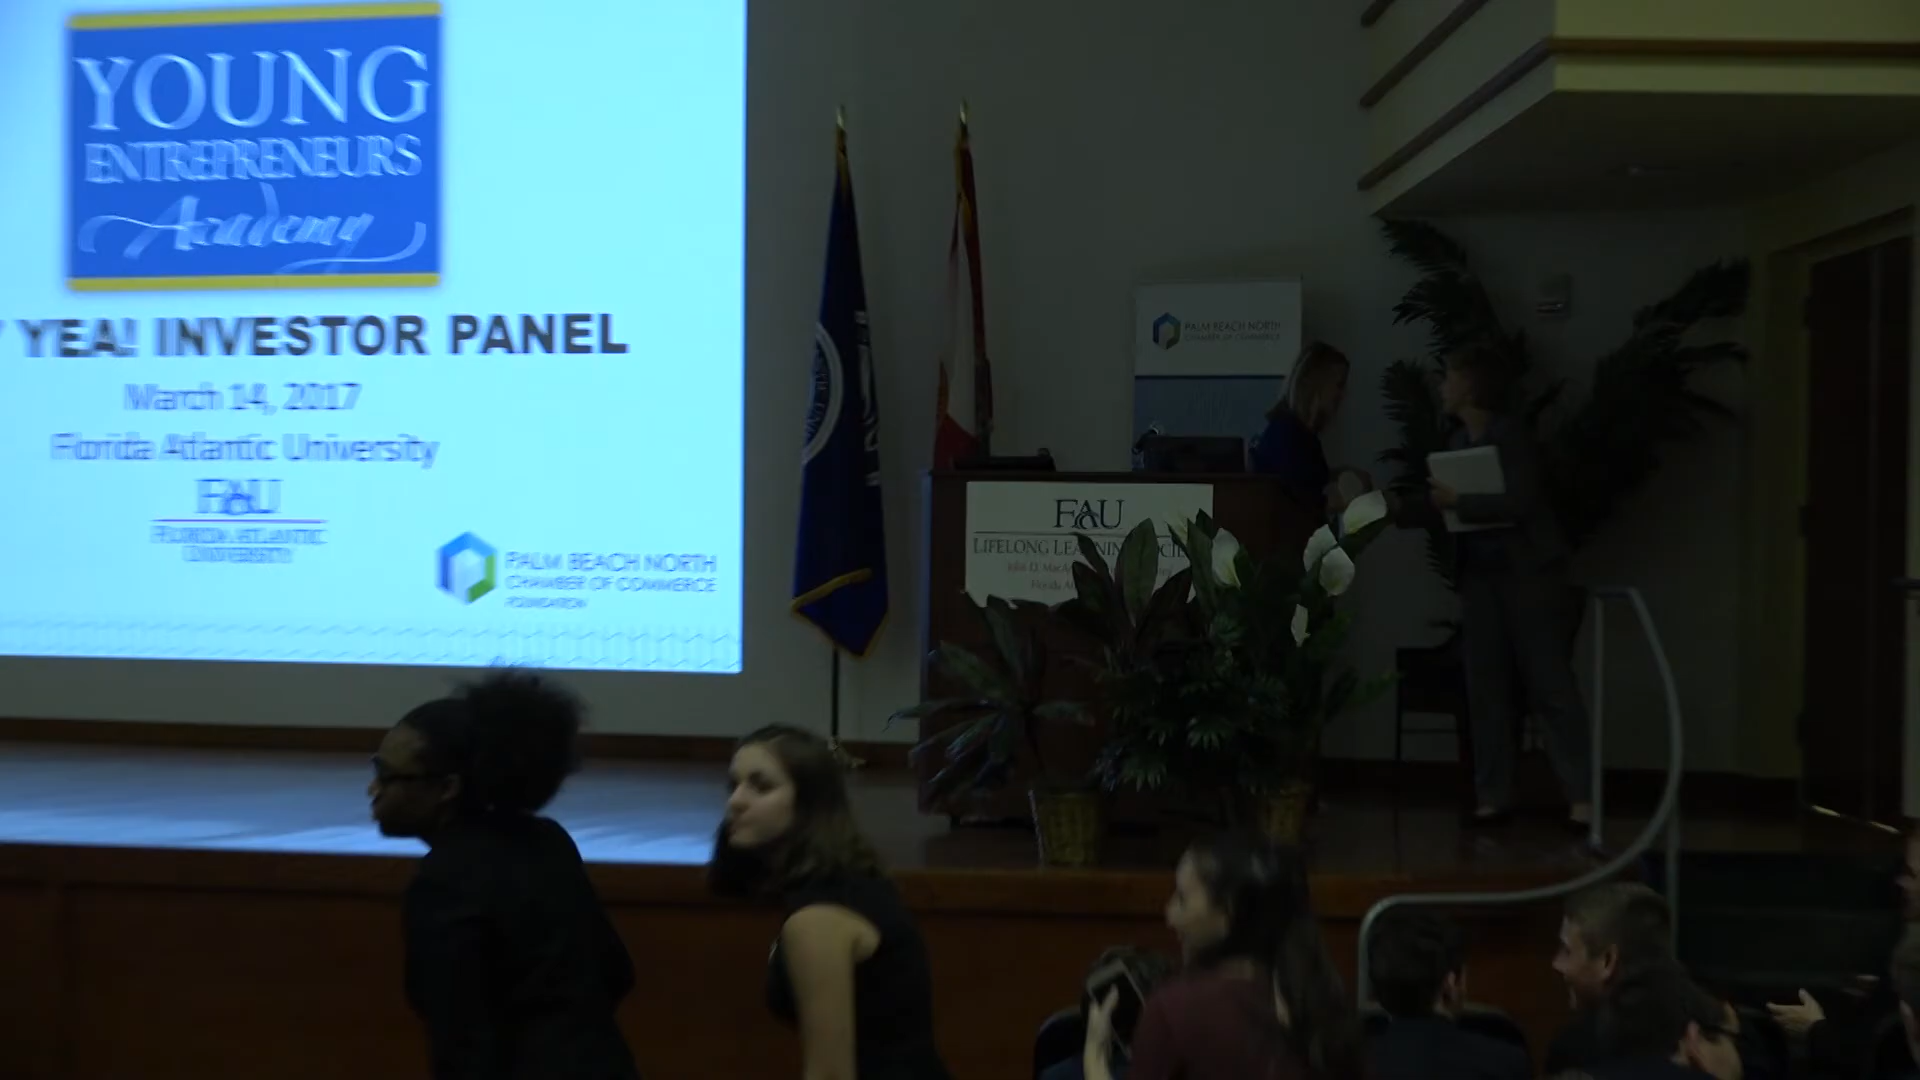 YOUNG
ENTREPRENEURS
Academy
YEA! INVESTOR PANEL
March 14, 2017
Florida Atlantic University
FAU
FLORIDA ATLANTIC
UNIVERSITY
PALM BEACH NORTH
CHAMBER OF COMMERCE
FOUNDATION
PALM BEACH NORTH
CHAMBER OF COMMERCE
FAU
LIFELONG LEARNING